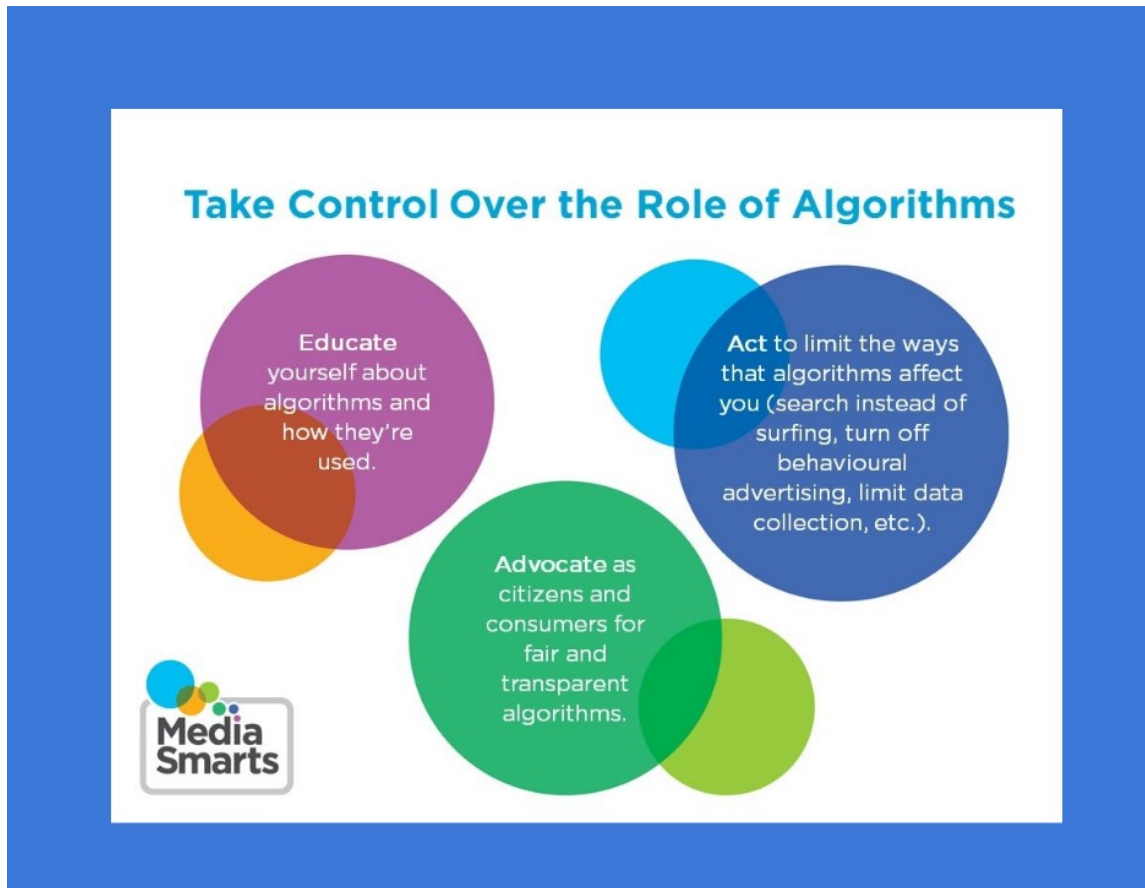 Take Control Over the Role of Algorithms
Educate
yourself about
algorithms and
how they're
used.
Act to limit the ways
that algorithms affect
you (search instead of
surfing, turn off
behavioural
advertising, limit data
collection, etc.).
Advocate as
citizens and
consumers for
fair and
transparent
algorithms.
Media
Smarts